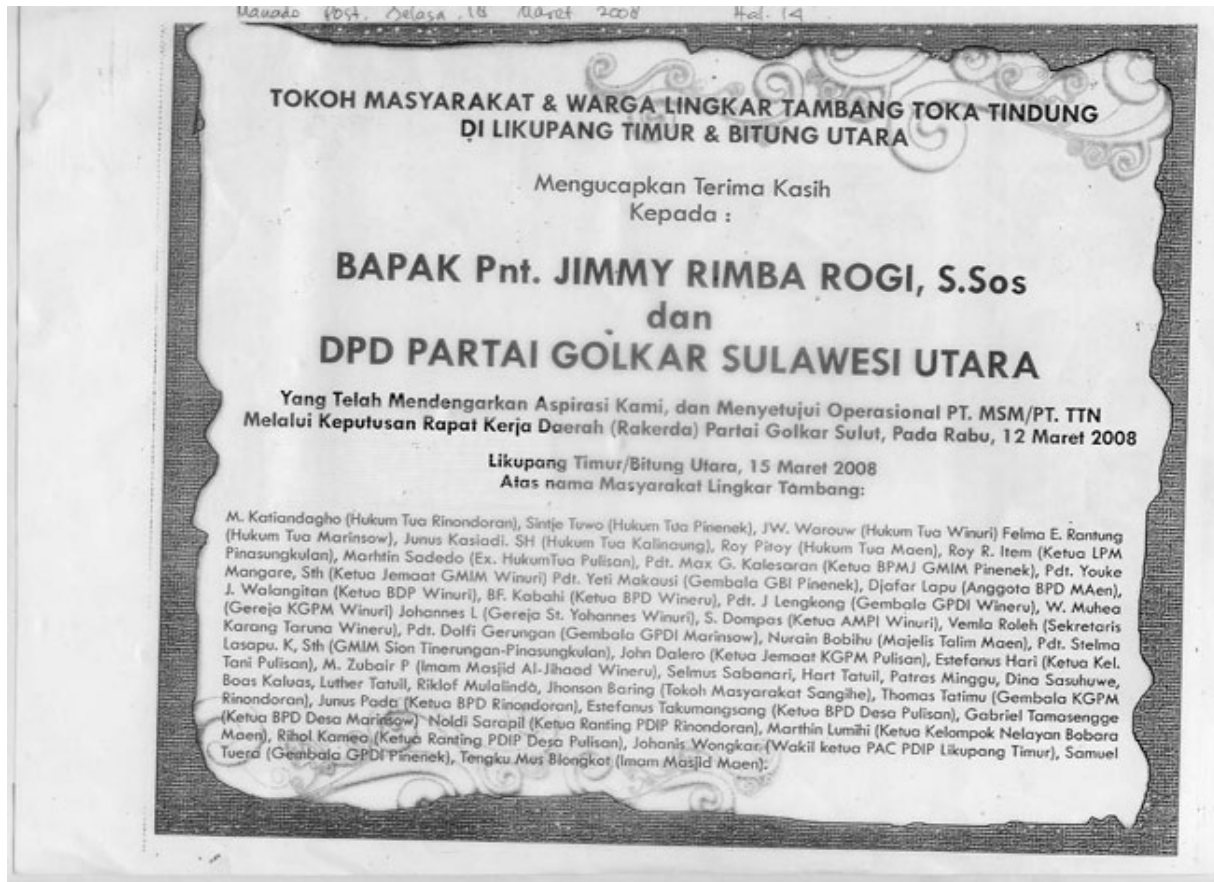 Manado Post, Selasa, 18 Maret 2008 Hal. 14
TOKOH MASYARAKAT & WARGA LINGKAR TAMBANG TOKA TINDUNG
DI LIKUPANG TIMUR & BITUNG UTARA
Mengucapkan Terima Kasih
Kepada :
BAPAK Pnt. JIMMY RIMBA ROGI, S.Sos
dan
DPD PARTAI GOLKAR SULAWESI UTARA
Yang Telah Mendengarkan Aspirasi Kami, dan Menyetujui Operasional PT. MSM/PT. TTN
Melalui Keputusan Rapat Kerja Daerah (Rakerda) Partai Golkar Sulut, Pada Rabu, 12 Maret 2008
Likupang Timur/Bitung Utara, 15 Maret 2008
Atas nama Masyarakat Lingkar Tambang:
M. Katiandagho (Hukum Tua Rinondoran), Sintje Tuwo (Hukum Tua Pinenek), JW. Warouw (Hukum Tua Winuri) Felma E. Rantung
(Hukum Tua Marinsow), Junus Kasiadi. SH (Hukum Tua Kalinaung), Roy Pitoy (Hukum Tua Maen), Roy R. Item (Ketua LPM
Pinasungkulan), Marhtin Sadedo (Ex. HukumTua Pulisan), Pdt. Max G. Kalesaran (Ketua BPMJ GMIM Pinenek), Pdt. Youke
Mangare, Sth (Ketua Jemaat GMIM Winuri) Pdt. Yeti Makausi (Gembala GBI Pinenek), Djafar Lapu (Anggota BPD MAen),
J. Walangitan (Ketua BDP Winuri), BF. Kabahi (Ketua BPD Wineru), Pdt. J Lengkong (Gembala GPDI Wineru), W. Muhea
(Gereja KGPM Winuri) Johannes L (Gereja St. Yohannes Winuri), S. Dompas (Ketua AMPI Winuri), Vemla Roleh (Sekretaris
Karang Taruna Wineru), Pdt. Dolfi Gerungan (Gembala GPDI Marinsow), Nurain Bobihu (Majelis Talim Maen), Pdt. Stelma
Lasapu. K, Sth (GMIM Sion Tinerungan-Pinasungkulan), John Dalero (Ketua Jemaat KGPM Pulisan), Estefanus Hari (Ketua Kel.
Tani Pulisan), M. Zubair P (Imam Masjid Al-Jihaad Wineru), Selmus Sabanari, Hart Tatuil, Patras Minggu, Dina Sasuhuwe,
Boas Kaluas, Luther Tatuil, Riklof Mulalinda, Jhonson Baring (Tokoh Masyarakat Sangihe), Thomas Tatimu (Gembala KGPM
Rinondoran), Junus Pada (Ketua BPD Rinondoran), Estefanus Takumangsang (Ketua BPD Desa Pulisan), Gabriel Tamasengge
(Ketua BPD Desa Marinsow) Noldi Sarapil (Ketua Ranting PDIP Rinondoran), Marthin Lumihi (Ketua Kelompok Nelayan Bobara
Maen), Rihol Kamea (Ketua Ranting PDIP Desa Pulisan), Johanis Wongkar (Wakil ketua PAC PDIP Likupang Timur), Samuel
Tuera (Gembala GPDI Pinenek), Tengku Mus Blongkot (Imam Masjid Maen):